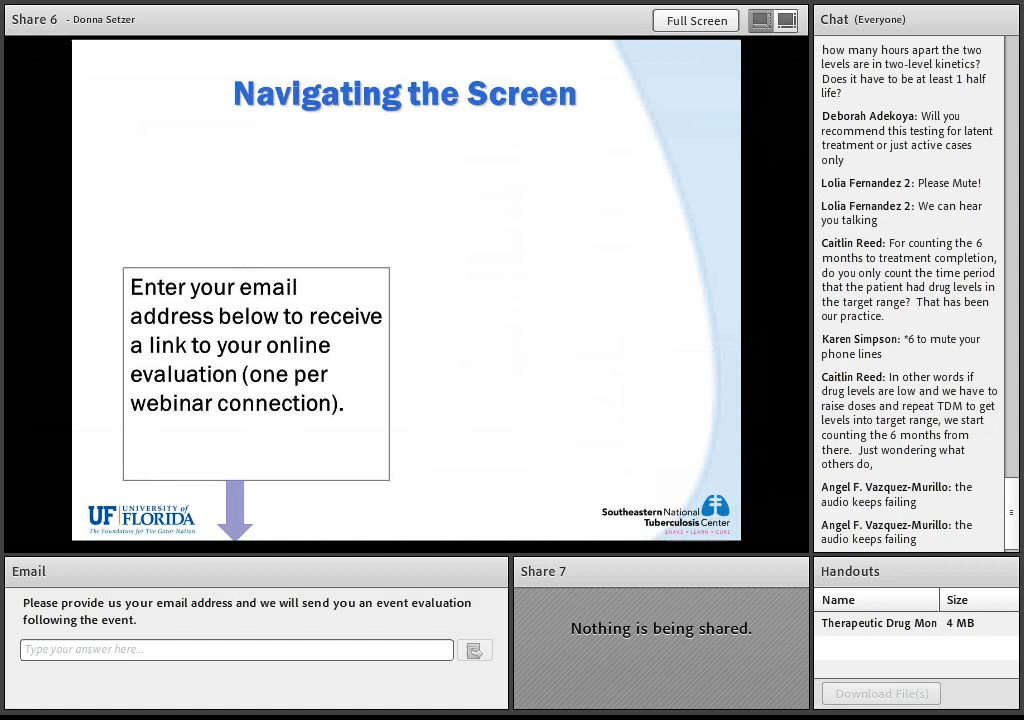 Share 6 - Donna Setzer
Full Screen
Navigating the Screen
Enter your email
address below to receive
a link to your online
evaluation (one per
webinar connection).
UF UNIVERSITY of
FLORIDA
The Foundation for The Gator Nation
Southeastern National
Tuberculosis Center
SHARE • LEARN • CURE
Chat (Everyone)
how many hours apart the two
levels are in two-level kinetics?
Does it have to be at least 1 half
life?
Deborah Adekoya: Will you
recommend this testing for latent
treatment or just active cases
only
Lolia Fernandez 2: Please Mute!
Lolia Fernandez 2: We can hear
you talking
Caitlin Reed: For counting the 6
months to treatment completion,
do you only count the time period
that the patient had drug levels in
the target range? That has been
our practice.
Karen Simpson: *6 to mute your
phone lines
Caitlin Reed: In other words if
drug levels are low and we have to
raise doses and repeat TDM to get
levels into target range, we start
counting the 6 months from
there. Just wondering what
others do,
Angel F. Vazquez-Murillo: the
audio keeps failing
Angel F. Vazquez-Murillo: the
audio keeps failing
Email
Please provide us your email address and we will send you an event evaluation
following the event.
Type your answer here...
Share 7
Nothing is being shared.
Handouts
Name Size
Therapeutic Drug Mon 4 MB
Download File(s)